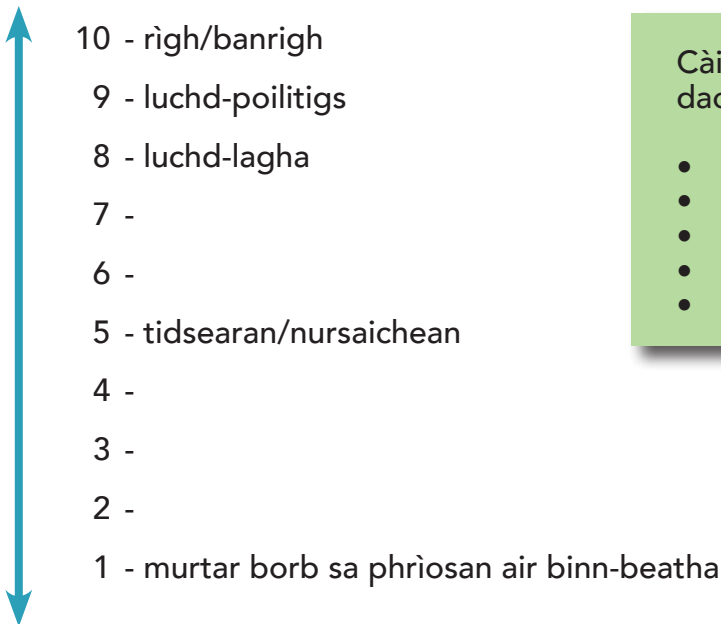 10 - rìgh/banrigh
9 - luchd-poilitigs
8 - luchd-lagha
7 -
6 -
5 - tidsearan/nursaichean
4 -
3 -
2 -
1 - murtar borb sa phrìosan air binn-beatha